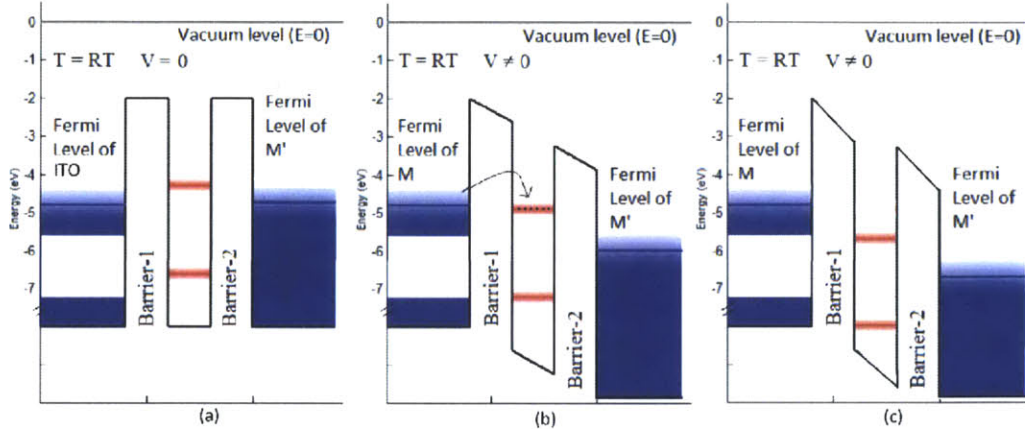 0
-1
-2
-3
-4
-5
-6
-7
Energy (eV)
Vacuum level (E=0)
T = RT V = 0
Fermi
Level of
ITO
Fermi
Level of
M'
Barrier-1
Barrier-2
(a)
0
-1
-2
-3
-4
-5
-6
-7
Energy (eV)
Vacuum level (E=0)
T = RT V ≠ 0
Fermi
Level of
M
Fermi
Level of
M'
Barrier-1
Barrier-2
(b)
0
-1
-2
-3
-4
-5
-6
-7
Energy (eV)
Vacuum level (E=0)
T = RT V ≠ 0
Fermi
Level of
M
Fermi
Level of
M'
Barrier-1
Barrier-2
(c)